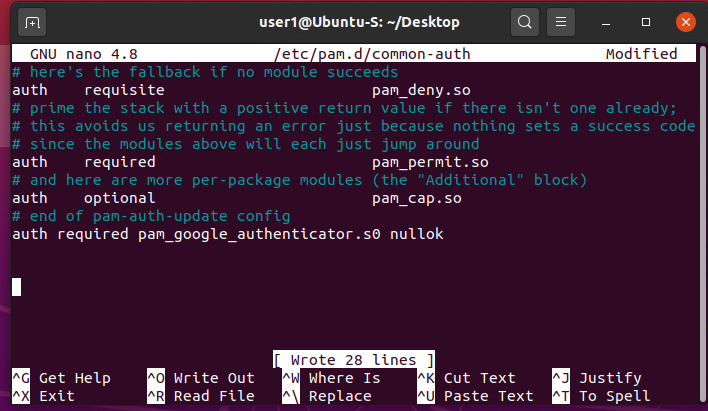 user1@Ubuntu-S: ~/Desktop
GNU nano 4.8 /etc/pam.d/common-auth Modified
# here's the fallback if no module succeeds
auth requisite pam_deny.so
# prime the stack with a positive return value if there isn't one already;
# this avoids us returning an error just because nothing sets a success code
# since the modules above will each just jump around
auth required pam_permit.so
# and here are more per-package modules (the "Additional" block)
auth optional pam_cap.so
# end of pam-auth-update config
auth required pam_google_authenticator.s0 nullok
[ Wrote 28 lines ]
^G Get Help ^O Write Out ^W Where Is ^K Cut Text ^J Justify
^X Exit ^R Read File ^\ Replace ^U Paste Text ^T To Spell